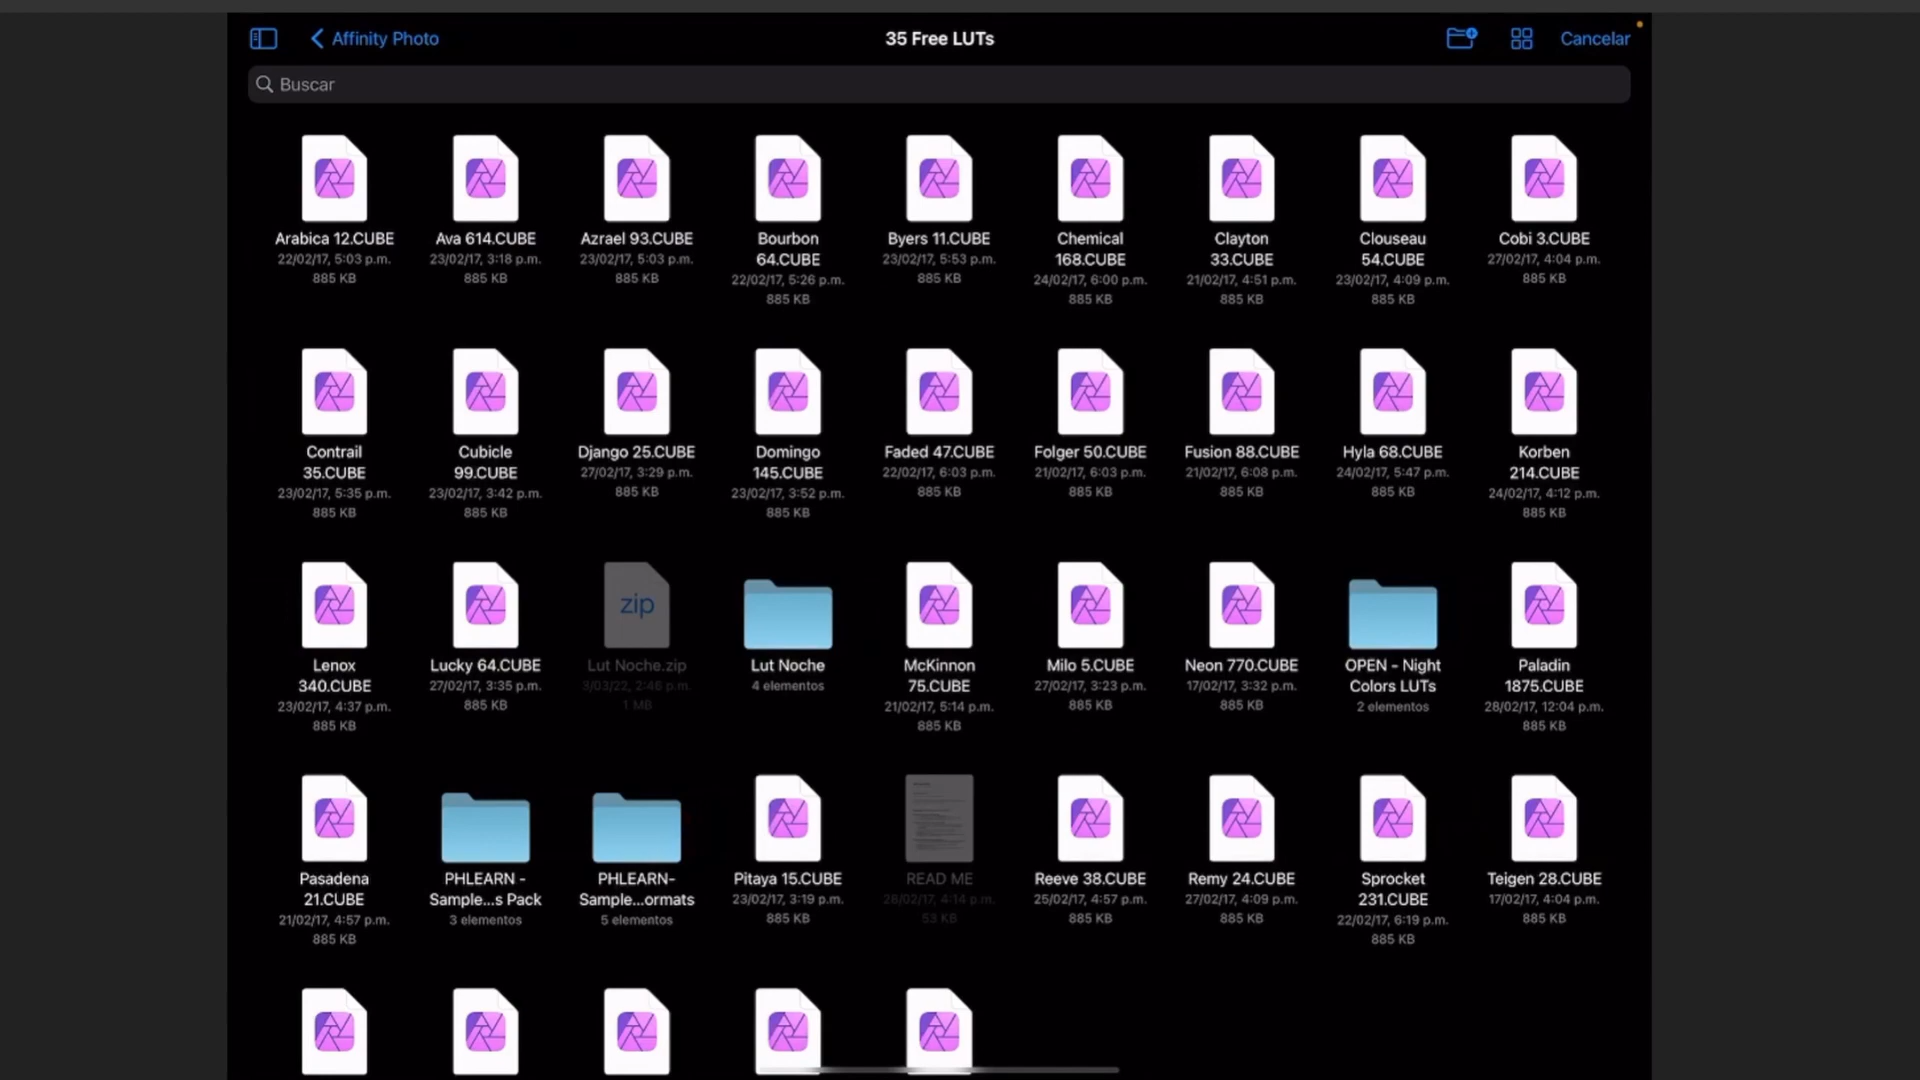 Affinity Photo
35 Free LUTs
Cancelar
Buscar
Arabica 12.CUBE
22/02/17, 5:03 p.m.
885 KB
Ava 614.CUBE
23/02/17, 3:18 p.m.
885 KB
Azrael 93.CUBE
23/02/17, 5:03 p.m.
885 KB
Bourbon
64.CUBE
22/02/17, 5:26 p.m.
885 KB
Byers 11.CUBE
23/02/17, 5:53 p.m.
885 KB
Chemical
168.CUBE
24/02/17, 6:00 p.m.
885 KB
Clayton
33.CUBE
21/02/17, 4:51 p.m.
885 KB
Clouseau
54.CUBE
23/02/17, 4:09 p.m.
885 KB
Cobi 3.CUBE
27/02/17, 4:04 p.m.
885 KB
Contrail
35.CUBE
23/02/17, 5:35 p.m.
885 KB
Cubicle
99.CUBE
23/02/17, 3:42 p.m.
885 KB
Django 25.CUBE
27/02/17, 3:29 p.m.
885 KB
Domingo
145.CUBE
23/02/17, 3:52 p.m.
885 KB
Faded 47.CUBE
22/02/17, 6:03 p.m.
885 KB
Folger 50.CUBE
21/02/17, 6:03 p.m.
885 KB
Fusion 88.CUBE
21/02/17, 6:08 p.m.
885 KB
Hyla 68.CUBE
24/02/17, 5:47 p.m.
885 KB
Korben
214.CUBE
24/02/17, 4:12 p.m.
885 KB
Lenox
340.CUBE
23/02/17, 4:37 p.m.
885 KB
Lucky 64.CUBE
27/02/17, 3:35 p.m.
885 KB
zip
Lut Noche.zip
3/03/22, 2:46 p.m.
1 MB
Lut Noche
4 elementos
McKinnon
75.CUBE
21/02/17, 5:14 p.m.
885 KB
Milo 5.CUBE
27/02/17, 3:23 p.m.
885 KB
Neon 770.CUBE
17/02/17, 3:32 p.m.
885 KB
OPEN - Night
Colors LUTs
2 elementos
Paladin
1875.CUBE
28/02/17, 12:04 p.m.
885 KB
Pasadena
21.CUBE
21/02/17, 4:57 p.m.
885 KB
PHLEARN -
Sample...s Pack
3 elementos
PHLEARN-
Sample...ormats
5 elementos
Pitaya 15.CUBE
23/02/17, 3:19 p.m.
885 KB
READ ME
28/02/17, 4:14 p.m.
53 KB
Reeve 38.CUBE
25/02/17, 4:57 p.m.
885 KB
Remy 24.CUBE
27/02/17, 4:09 p.m.
885 KB
Sprocket
231.CUBE
22/02/17, 6:19 p.m.
885 KB
Teigen 28.CUBE
17/02/17, 4:04 p.m.
885 KB